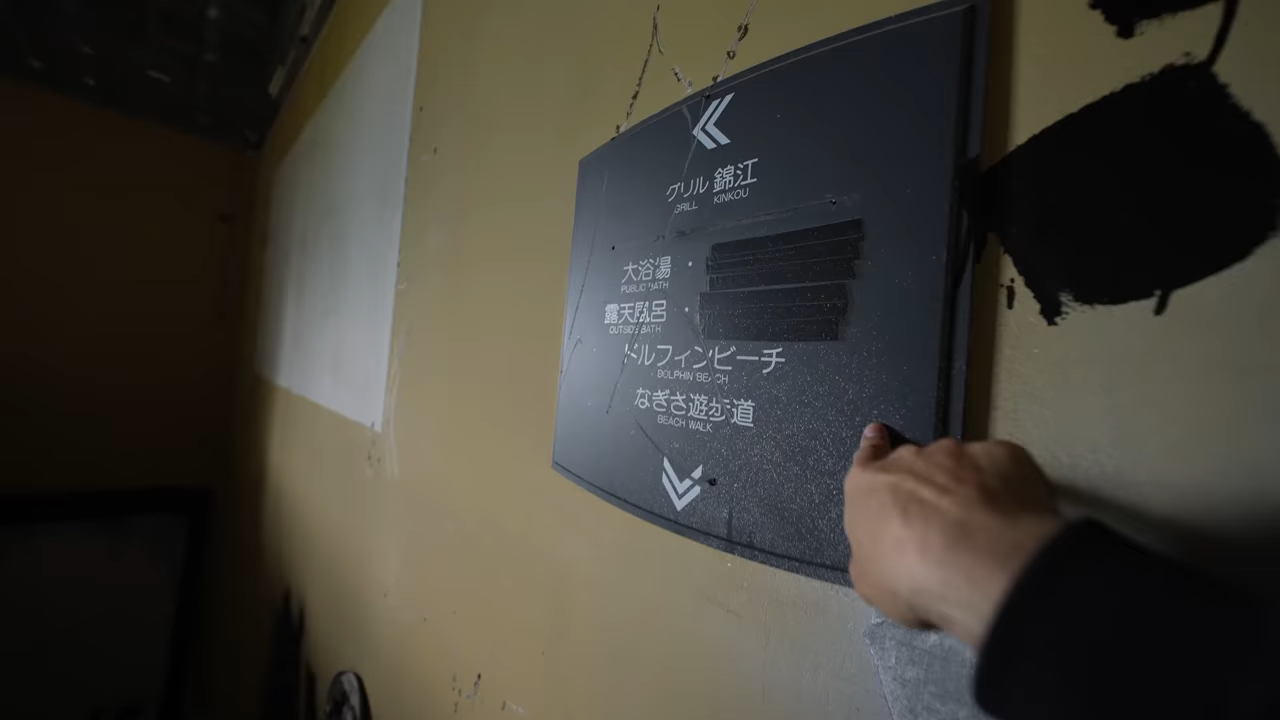 グリル 錦江
GRILL KINKOU
大浴湯・
PUBLIC BATH
露天風呂・
OUTSIDE BATH
ドルフィンビーチ
DOLPHIN BEACH
なぎさ遊歩道
BEACH WALK